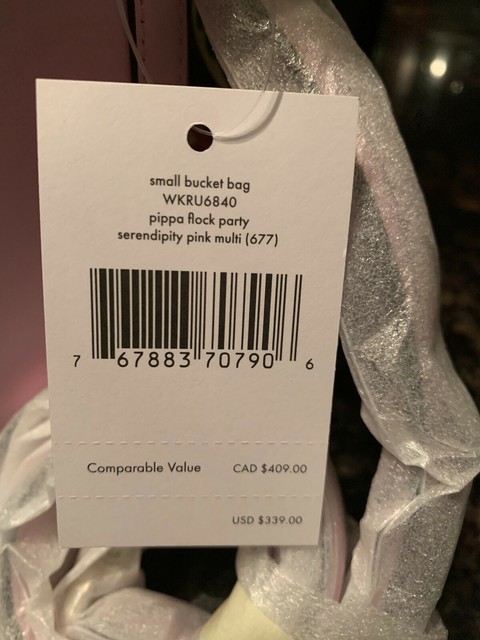 small bucket bag
WKRU6840
pippa flock party
serendipity pink multi (677)
7 67883 70790 6
Comparable Value CAD $409.00
USD $339.00